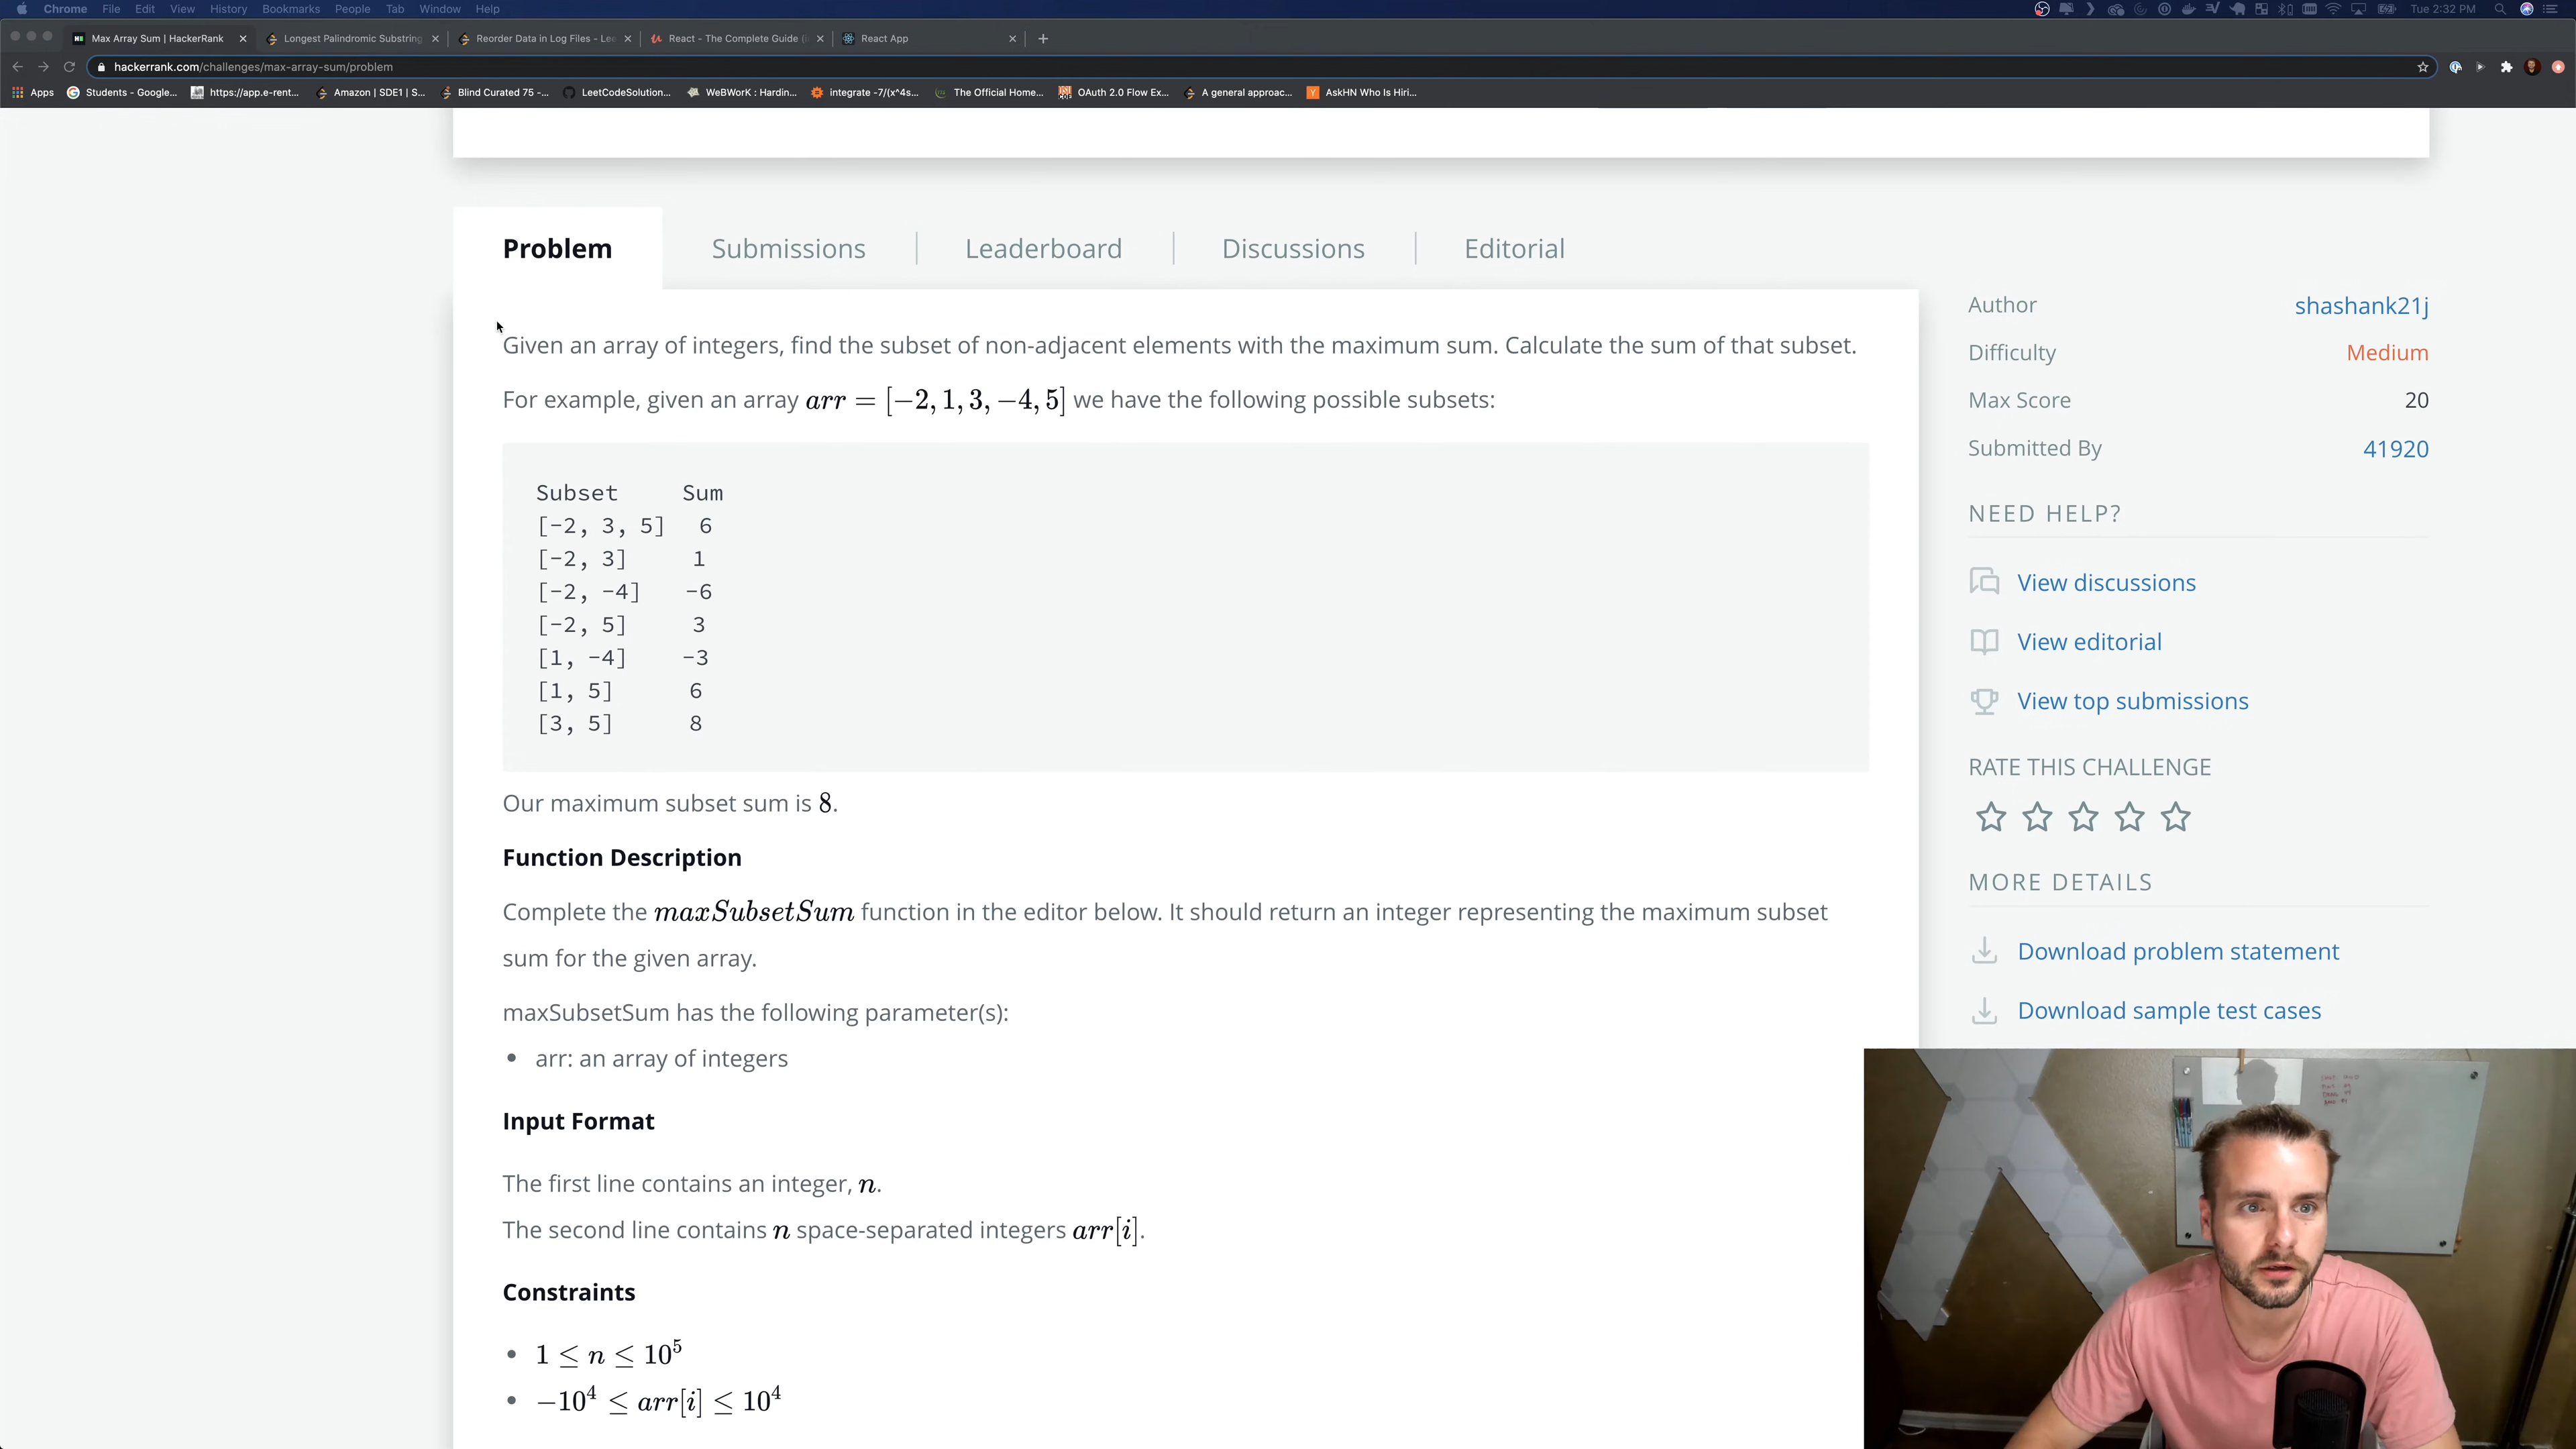 Chrome File Edit View History Bookmarks People Tab Window Help Tue 2:32 PM
Max Array Sum | HackerRank Longest Palindromic Substring Reorder Data in Log Files - Lee React - The Complete Guide (i React App
hackerrank.com/challenges/max-array-sum/problem
Apps Students - Google... https://app.e-rent... Amazon | SDE1 | S... Blind Curated 75 -... LeetCodeSolution... WeBWorK : Hardin... integrate -7/(x^4s... The Official Home... OAuth 2.0 Flow Ex... A general approac... AskHN Who Is Hiri...
Problem Submissions Leaderboard Discussions Editorial
Given an array of integers, find the subset of non-adjacent elements with the maximum sum. Calculate the sum of that subset.
For example, given an array arr = [−2, 1, 3, −4, 5] we have the following possible subsets:
Subset Sum
[-2, 3, 5] 6
[-2, 3] 1
[-2, -4] -6
[-2, 5] 3
[1, -4] -3
[1, 5] 6
[3, 5] 8
Our maximum subset sum is 8.
Function Description
Complete the maxSubsetSum function in the editor below. It should return an integer representing the maximum subset
sum for the given array.
maxSubsetSum has the following parameter(s):
• arr: an array of integers
Input Format
The first line contains an integer, n.
The second line contains n space-separated integers arr[i].
Constraints
• 1 ≤ n ≤ 10⁵
• −10⁴ ≤ arr[i] ≤ 10⁴
Author shashank21j
Difficulty Medium
Max Score 20
Submitted By 41920
NEED HELP?
View discussions
View editorial
View top submissions
RATE THIS CHALLENGE
MORE DETAILS
Download problem statement
Download sample test cases